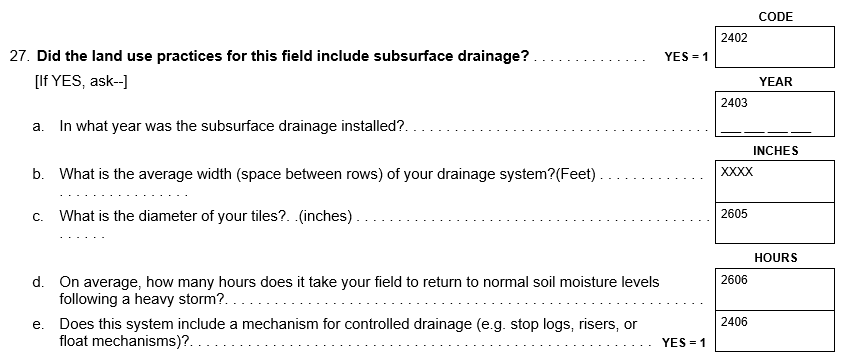 CODE
2402
27. Did the land use practices for this field include subsurface drainage? . . . . . . . . . . . . . . YES = 1
[If YES, ask--]
YEAR
2403
a. In what year was the subsurface drainage installed?. . . . . . . . . . . . . . . . . . . . . . . . . . . . . . . . . . . . . __ __ __ __
INCHES
b. What is the average width (space between rows) of your drainage system?(Feet) . . . . . . . . . . . . . XXXX
. . . . . . . . . . . . . . . .
c. What is the diameter of your tiles?. .(inches) . . . . . . . . . . . . . . . . . . . . . . . . . . . . . . . . . . . . . . . . . . . 2605
. . . . . .
HOURS
d. On average, how many hours does it take your field to return to normal soil moisture levels 2606
following a heavy storm?. . . . . . . . . . . . . . . . . . . . . . . . . . . . . . . . . . . . . . . . . . . . . . . . . . . . . . . . . . .
e. Does this system include a mechanism for controlled drainage (e.g. stop logs, risers, or 2406
float mechanisms)?. . . . . . . . . . . . . . . . . . . . . . . . . . . . . . . . . . . . . . . . . . . . . . . . . . . . . . . . . YES = 1